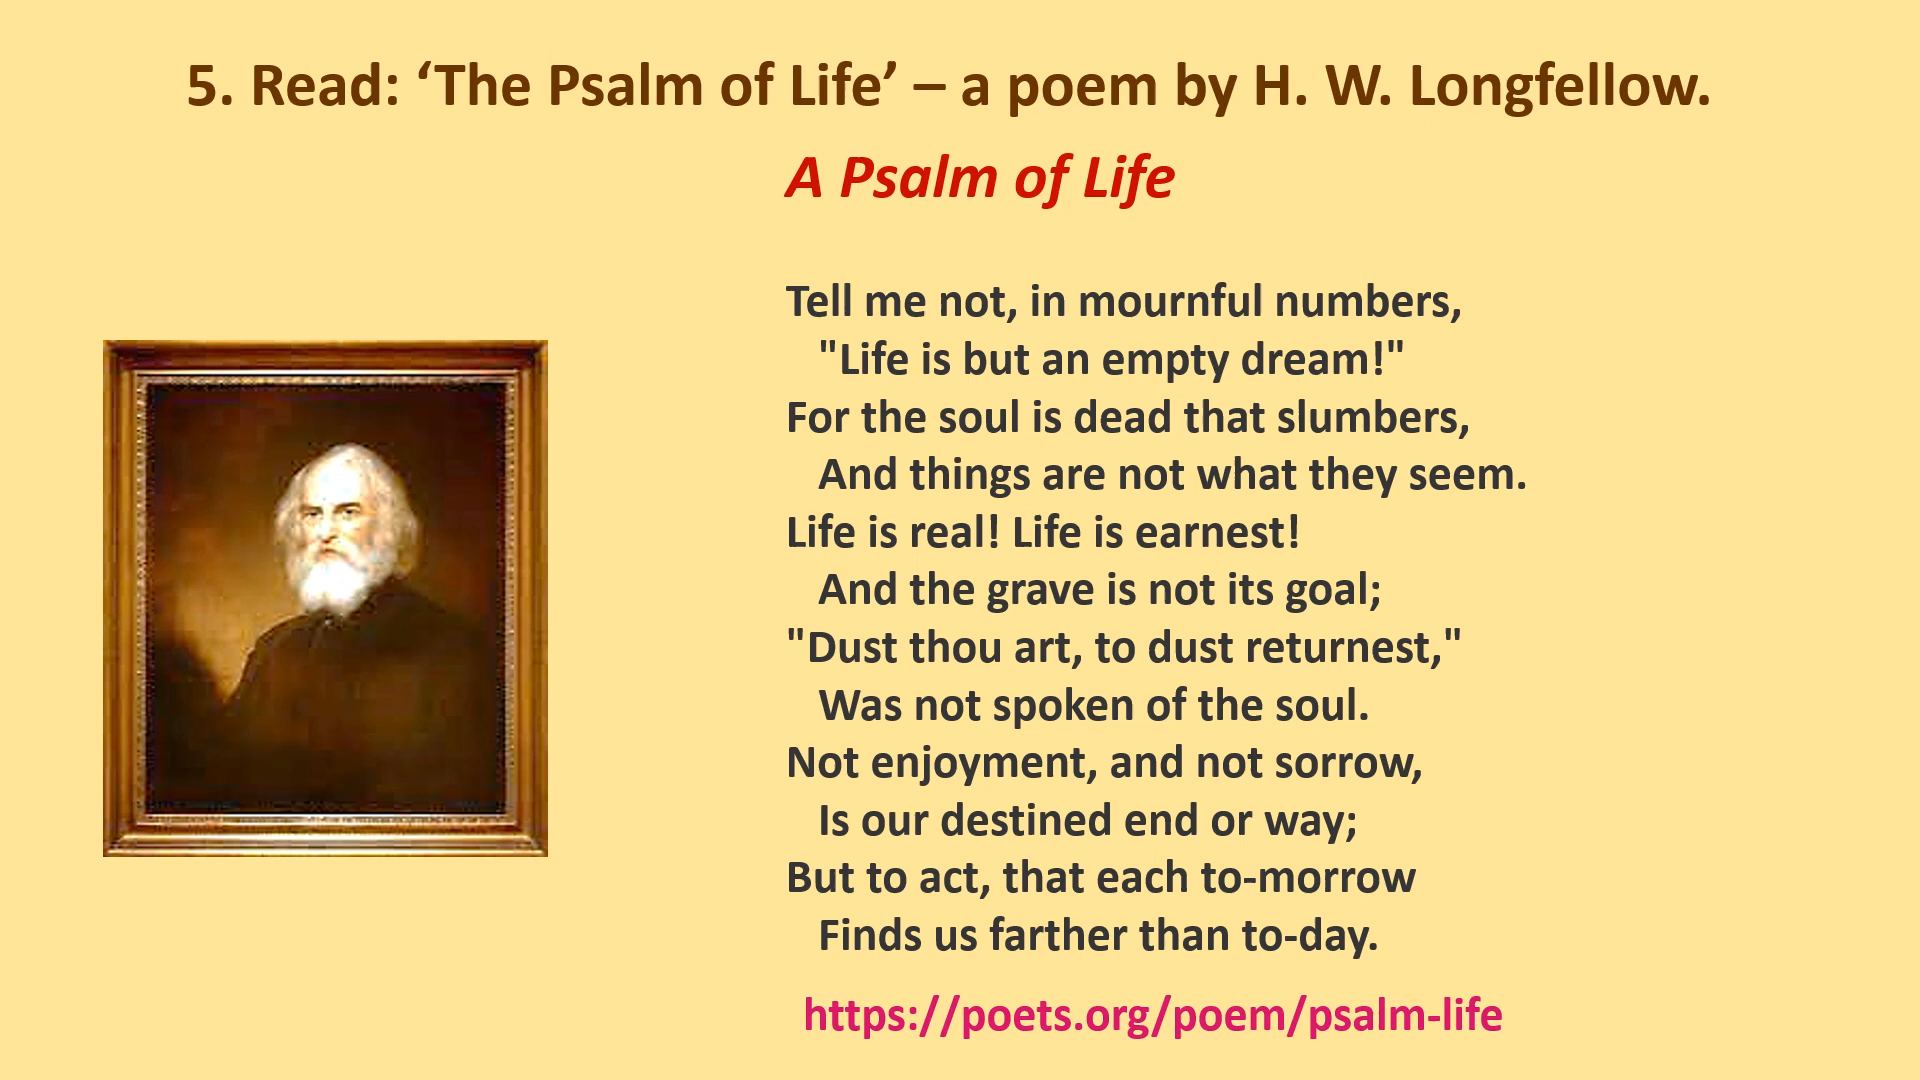 5. Read: ‘The Psalm of Life’ – a poem by H. W. Longfellow.
A Psalm of Life
Tell me not, in mournful numbers,
"Life is but an empty dream!"
For the soul is dead that slumbers,
And things are not what they seem.
Life is real! Life is earnest!
And the grave is not its goal;
"Dust thou art, to dust returnest,"
Was not spoken of the soul.
Not enjoyment, and not sorrow,
Is our destined end or way;
But to act, that each to-morrow
Finds us farther than to-day.
https://poets.org/poem/psalm-life